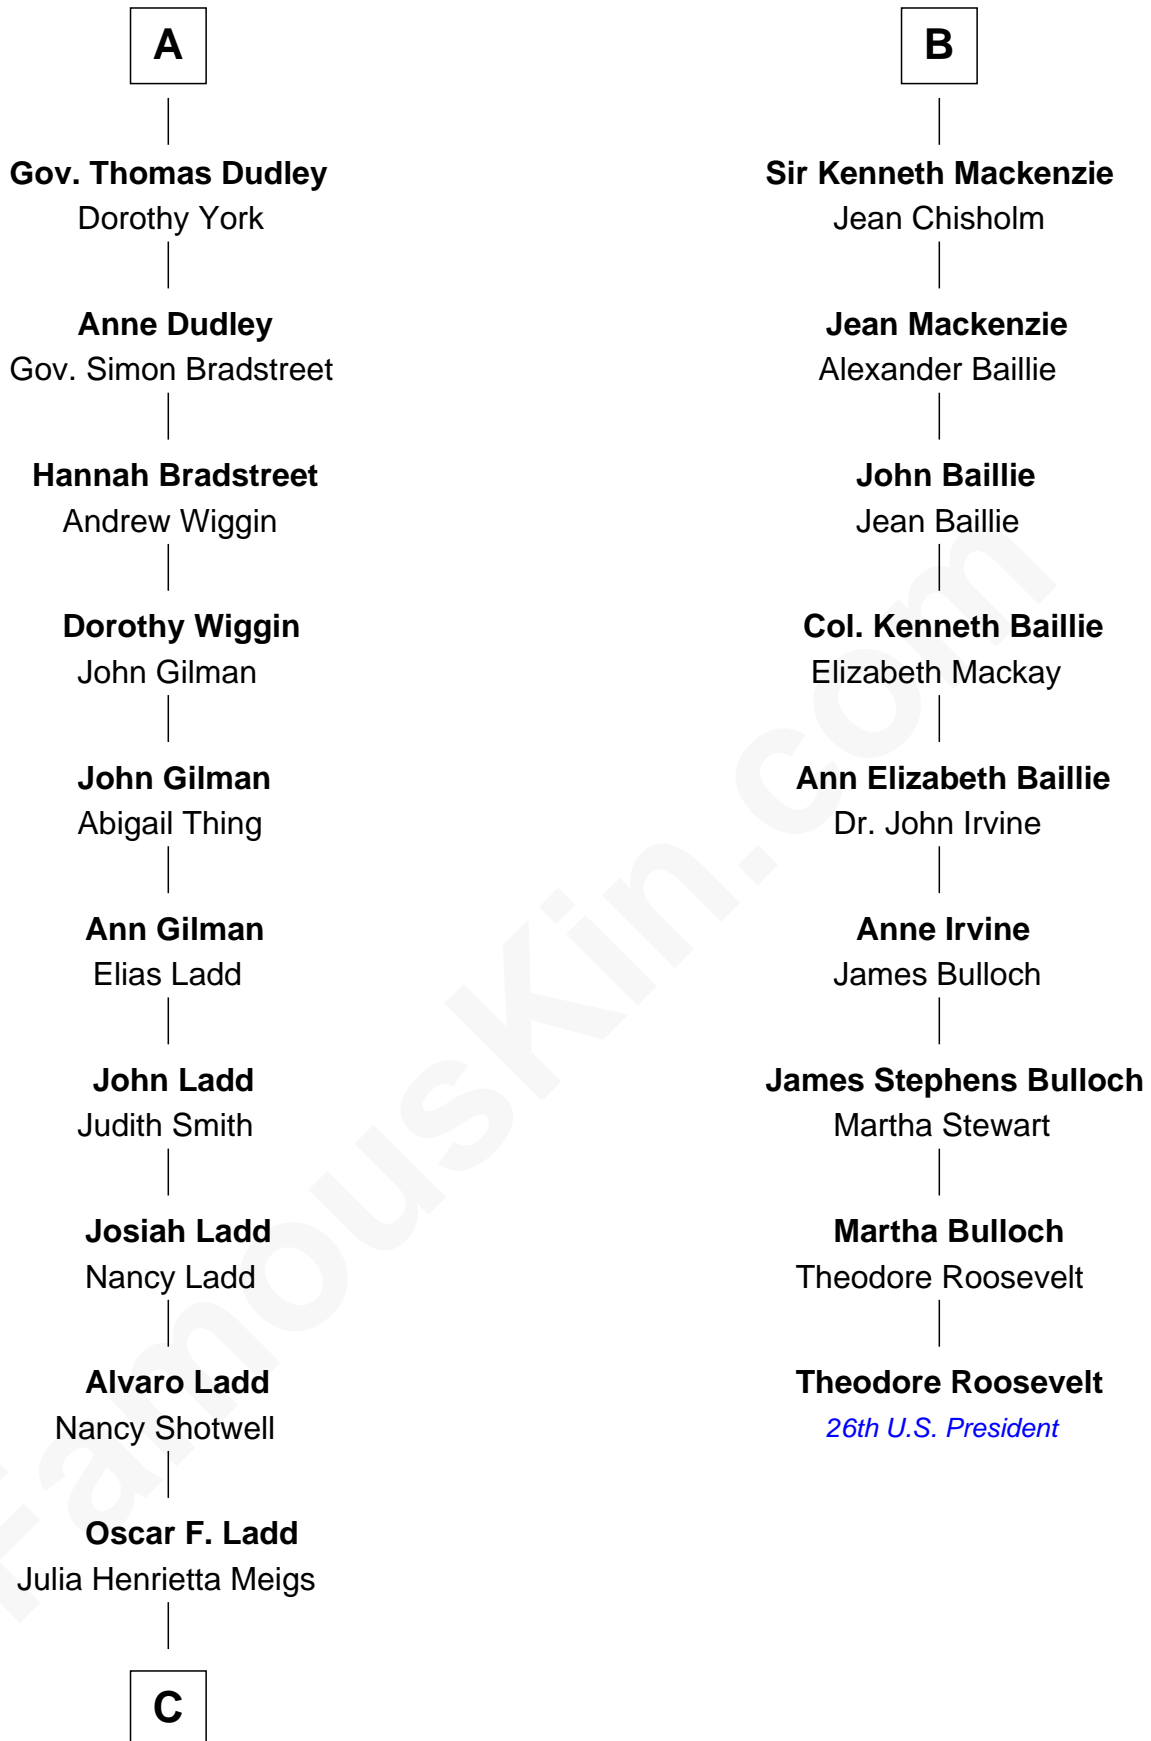 A
Gov. Thomas Dudley
Dorothy York
Anne Dudley
Gov. Simon Bradstreet
Hannah Bradstreet
Andrew Wiggin
Dorothy Wiggin
John Gilman
John Gilman
Abigail Thing
Ann Gilman
Elias Ladd
John Ladd
Judith Smith
Josiah Ladd
Nancy Ladd
Alvaro Ladd
Nancy Shotwell
Oscar F. Ladd
Julia Henrietta Meigs
C
B
Sir Kenneth Mackenzie
Jean Chisholm
Jean Mackenzie
Alexander Baillie
John Baillie
Jean Baillie
Col. Kenneth Baillie
Elizabeth Mackay
Ann Elizabeth Baillie
Dr. John Irvine
Anne Irvine
James Bulloch
James Stephens Bulloch
Martha Stewart
Martha Bulloch
Theodore Roosevelt
Theodore Roosevelt
26th U.S. President
FamousKin.com